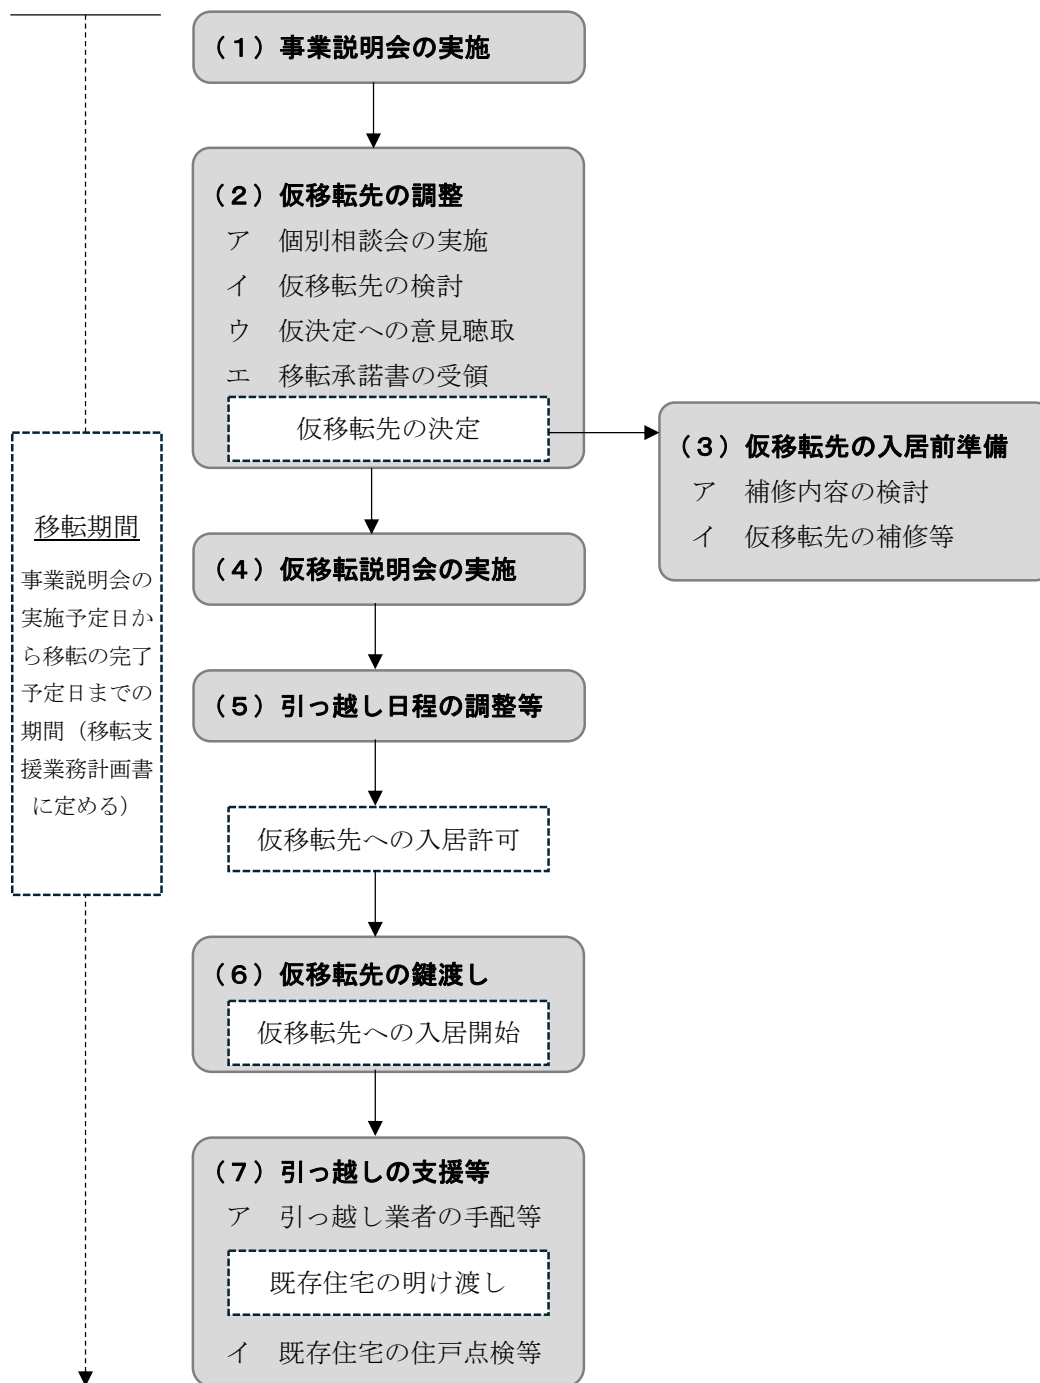 （１）事業説明会の実施
（２）仮移転先の調整
ア　個別相談会の実施
イ　仮移転先の検討
ウ　仮決定への意見聴取
エ　移転承諾書の受領
仮移転先の決定
（３）仮移転先の入居前準備
ア　補修内容の検討
イ　仮移転先の補修等
移転期間
事業説明会の
実施予定日か
ら移転の完了
予定日までの
期間（移転支
援業務計画書
に定める）
（４）仮移転説明会の実施
（５）引っ越し日程の調整等
仮移転先への入居許可
（６）仮移転先の鍵渡し
仮移転先への入居開始
（７）引っ越しの支援等
ア　引っ越し業者の手配等
既存住宅の明け渡し
イ　既存住宅の住戸点検等